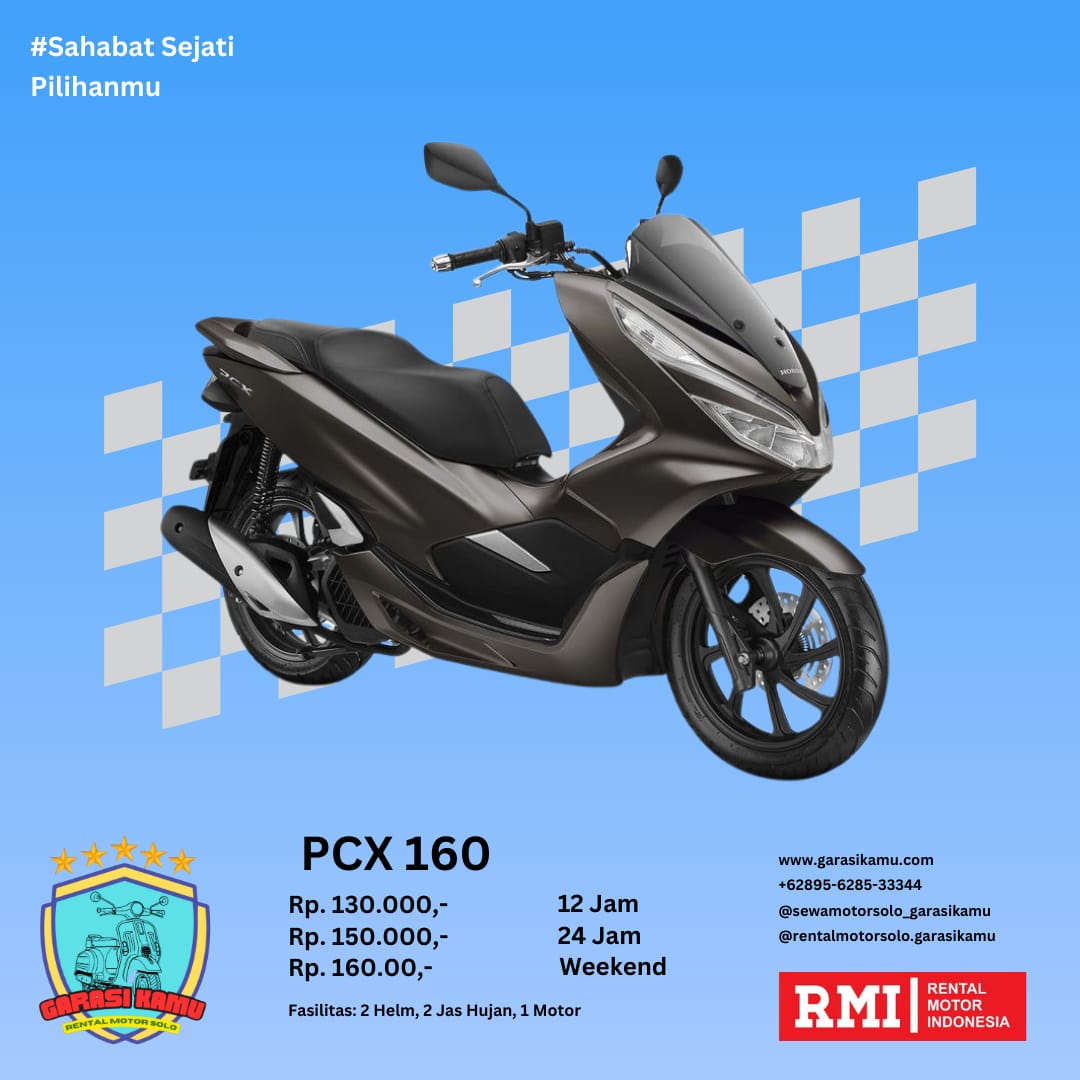 #Sahabat Sejati
Pilihanmu
PCX
HONDA
PCX 160
Rp. 130.000,- 12 Jam
Rp. 150.000,- 24 Jam
Rp. 160.00,- Weekend
Fasilitas: 2 Helm, 2 Jas Hujan, 1 Motor
GARASI KAMU
RENTAL MOTOR SOLO
www.garasikamu.com
+62895-6285-33344
@sewamotorsolo_garasikamu
@rentalmotorsolo.garasikamu
RMI RENTAL
MOTOR
INDONESIA